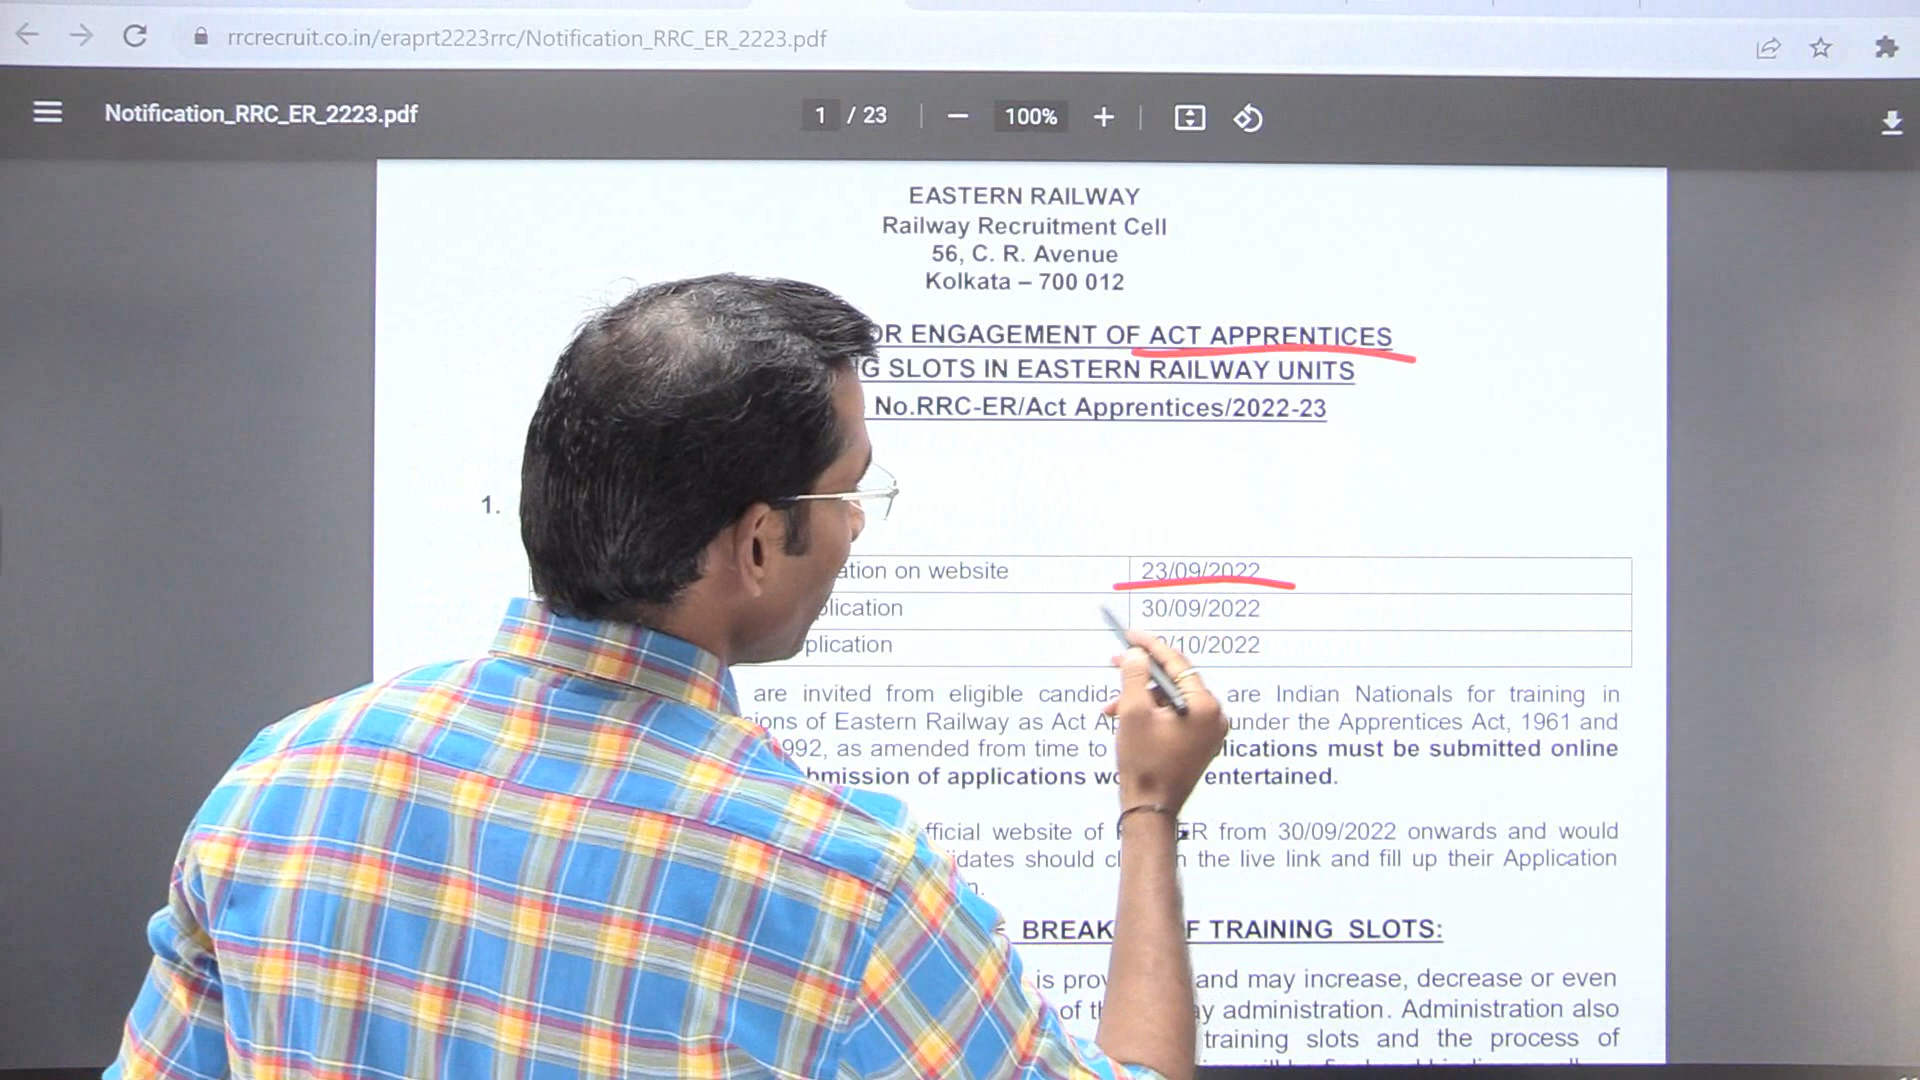 rrcrecruit.co.in/eraprt2223rrc/Notification_RRC_ER_2223.pdf
Notification_RRC_ER_2223.pdf
1 / 23
100%
EASTERN RAILWAY
Railway Recruitment Cell
56, C. R. Avenue
Kolkata – 700 012
OR ENGAGEMENT OF ACT APPRENTICES
G SLOTS IN EASTERN RAILWAY UNITS
No.RRC-ER/Act Apprentices/2022-23
1.
ation on website 23/09/2022
plication 30/09/2022
plication /10/2022
are invited from eligible candida are Indian Nationals for training in
ions of Eastern Railway as Act Ap under the Apprentices Act, 1961 and
992, as amended from time to lications must be submitted online
bmission of applications wo entertained.
fficial website of ER from 30/09/2022 onwards and would
idates should cl the live link and fill up their Application
n.
BREAK F TRAINING SLOTS:
is prov and may increase, decrease or even
of th ay administration. Administration also
training slots and the process of